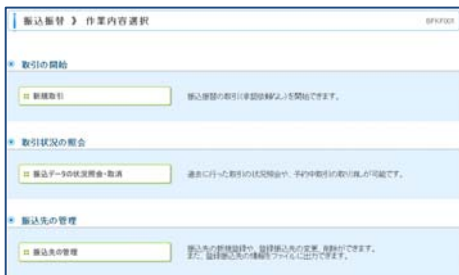 振込振替 》 作業内容選択
BFKF001
取引の開始
新規取引
振込振替の取引(承認依頼なし)を開始できます。
取引状況の照会
振込データの状況照会・取消
過去に行った取引の状況照会や、予約中取引の取り消しが可能です。
振込先の管理
振込先の管理
振込先の新規登録や、登録振込先の変更、削除ができます。
また、登録振込先の情報をファイルに出力できます。